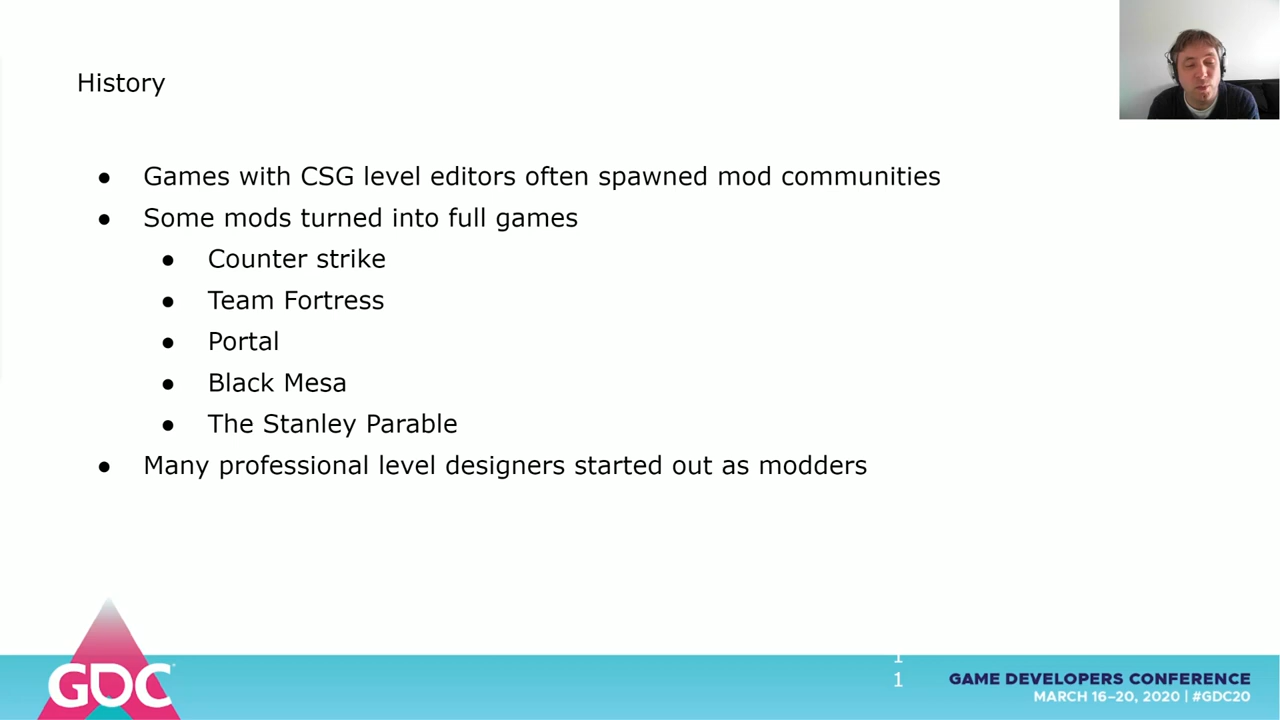 History
● Games with CSG level editors often spawned mod communities
● Some mods turned into full games
● Counter strike
● Team Fortress
● Portal
● Black Mesa
● The Stanley Parable
● Many professional level designers started out as modders
GDC
1
1
GAME DEVELOPERS CONFERENCE
MARCH 16–20, 2020 | #GDC20